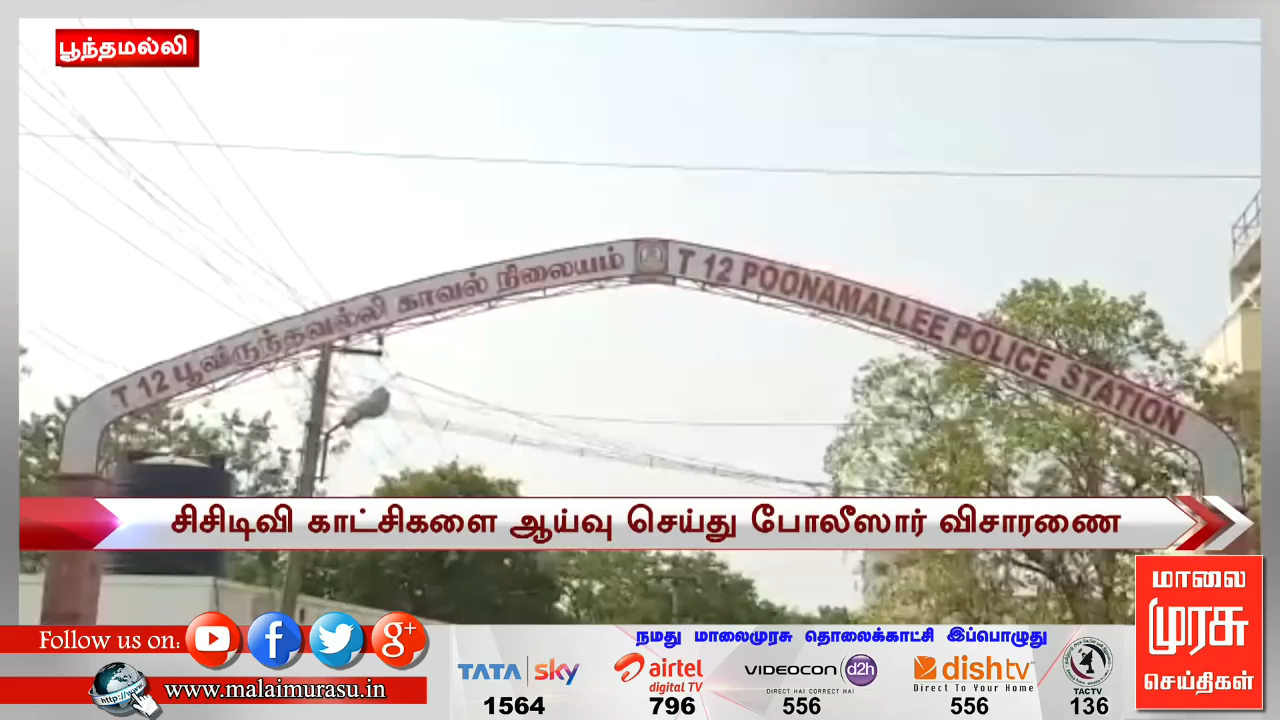 பூந்தமல்லி
T 12 பூவிருந்தவல்லி காவல் நிலையம் T 12 POONAMALLEE POLICE STATION
சிசிடிவி காட்சிகளை ஆய்வு செய்து போலீஸார் விசாரணை
மாலை
முரசு
செய்திகள்
Follow us on:
g+
http://www
www.malaimurasu.in
நமது மாலைமுரசு தொலைக்காட்சி இப்பொழுது
TATA sky
1564
airtel
digital TV
796
VIDEOCON d2h
DIRECT HAI CORRECT HAI
556
dishtv
Direct To Your Home
556
TACTV
136